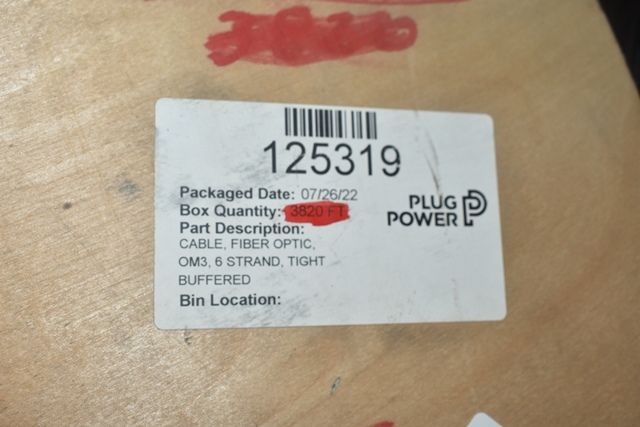 125319
Packaged Date: 07/26/22
Box Quantity: 3820 FT
Part Description:
CABLE, FIBER OPTIC,
OM3, 6 STRAND, TIGHT
BUFFERED
Bin Location:
PLUG
POWER